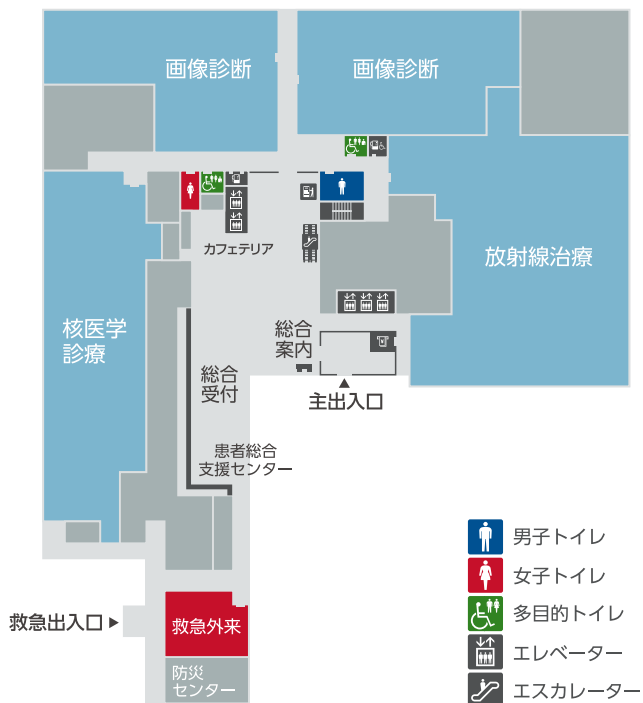 画像診断
画像診断
カフェテリア
放射線治療
核医学
診療
総合
案内
総合
受付
主出入口
患者総合
支援センター
男子トイレ
女子トイレ
多目的トイレ
エレベーター
エスカレーター
救急出入口
救急外来
防災
センター